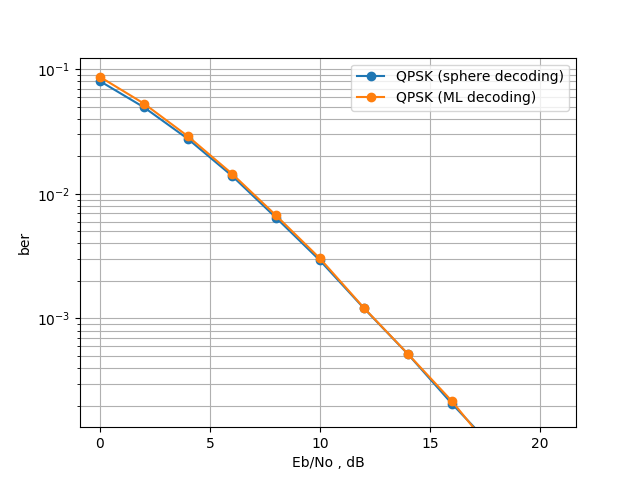 QPSK (sphere decoding)
QPSK (ML decoding)
10⁻¹
10⁻²
10⁻³
ber
0 5 10 15 20
Eb/No , dB